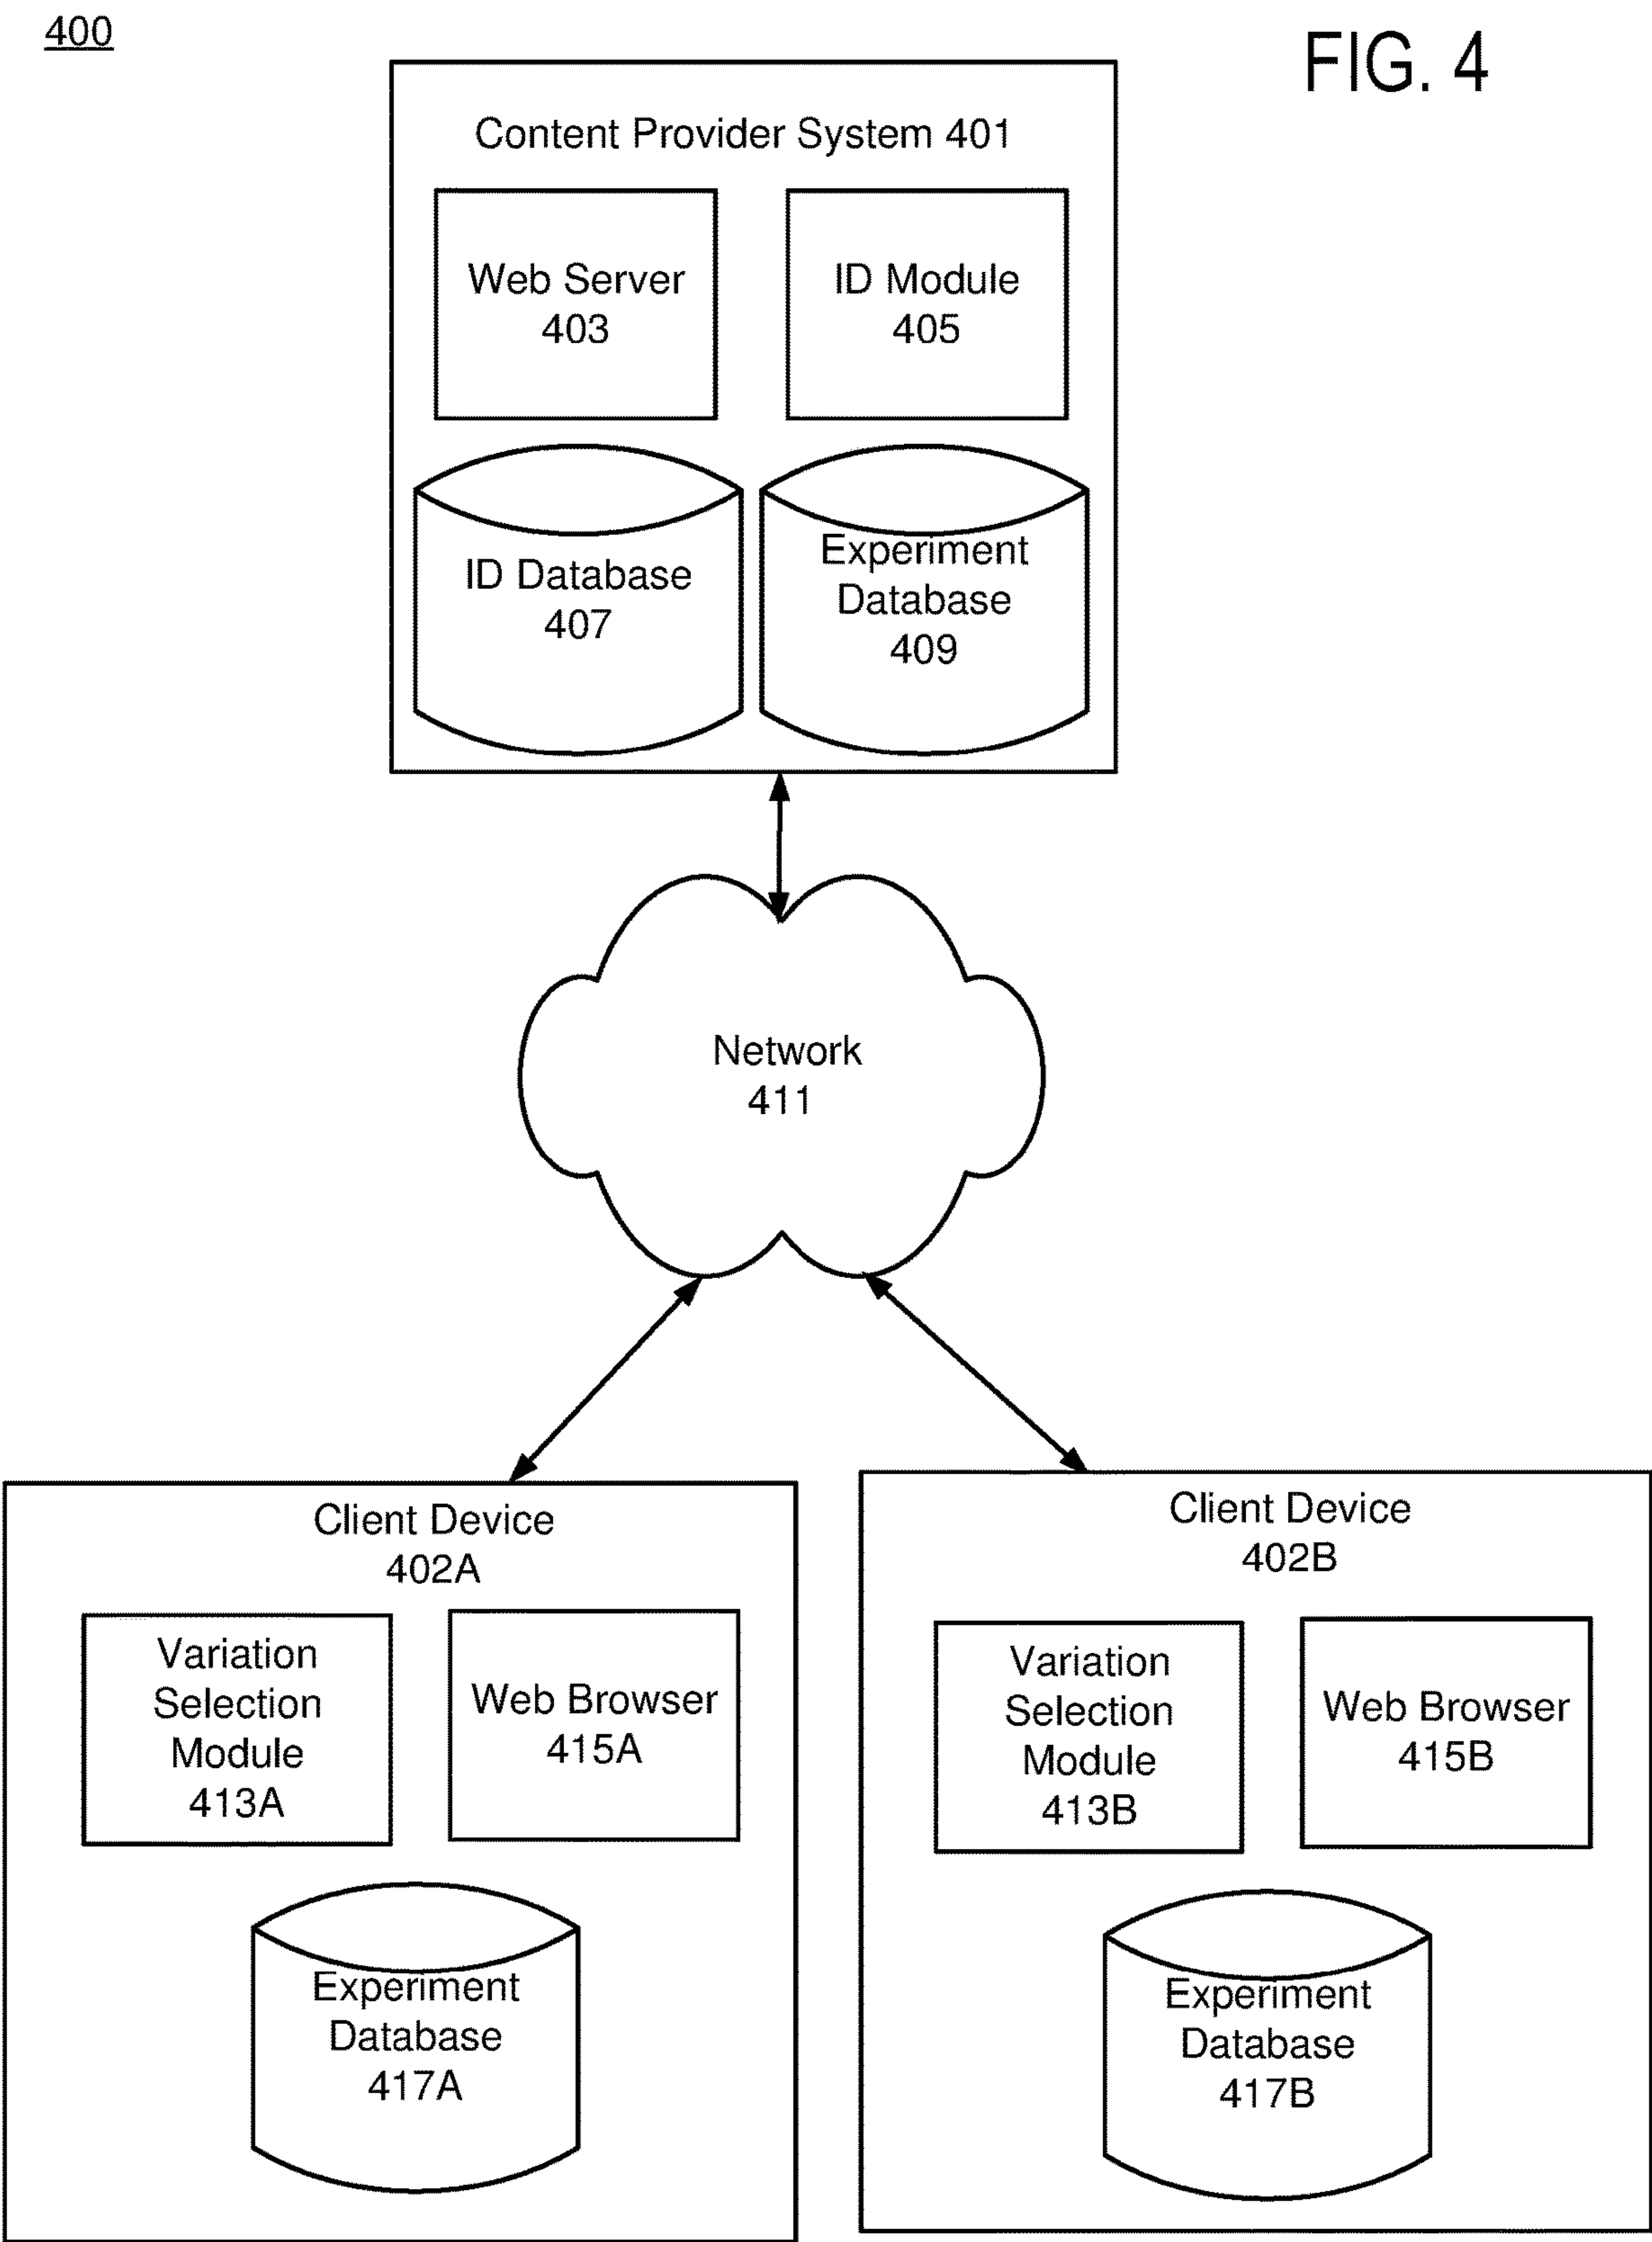 400
FIG. 4
Content Provider System 401
Web Server
403
ID Module
405
ID Database
407
Experiment
Database
409
Network
411
Client Device
402A
Variation
Selection
Module
413A
Web Browser
415A
Experiment
Database
417A
Client Device
402B
Variation
Selection
Module
413B
Web Browser
415B
Experiment
Database
417B